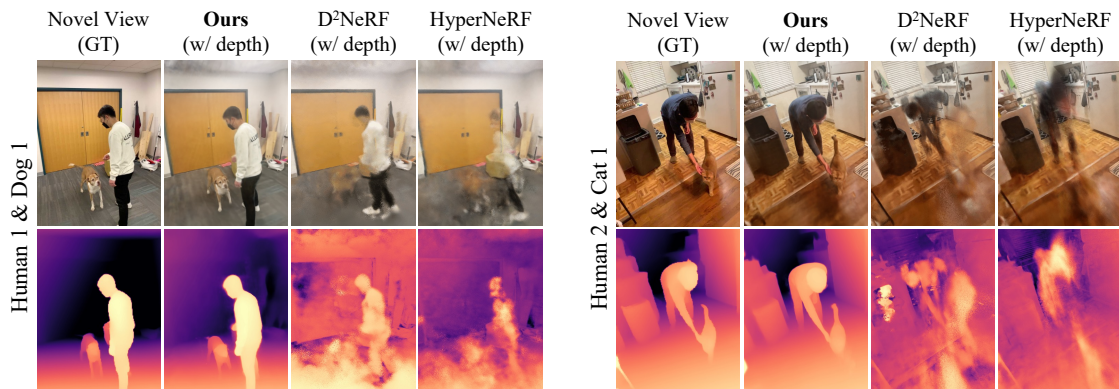 Novel View
(GT)
Ours
(w/ depth)
D²NeRF
(w/ depth)
HyperNeRF
(w/ depth)
Human 1 & Dog 1
Novel View
(GT)
Ours
(w/ depth)
D²NeRF
(w/ depth)
HyperNeRF
(w/ depth)
Human 2 & Cat 1